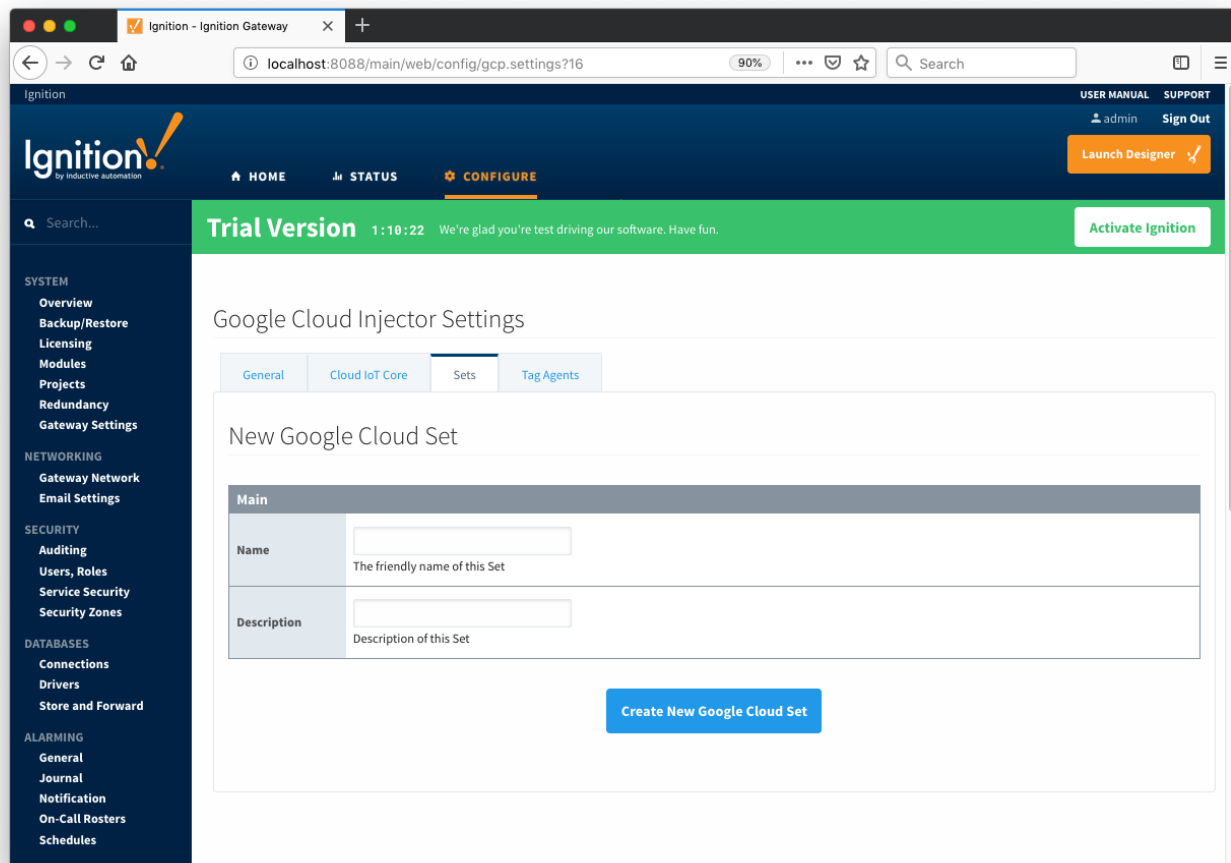 Ignition - Ignition Gateway
localhost:8088/main/web/config/gcp.settings?16 90% Search
Ignition USER MANUAL SUPPORT
admin Sign Out
Ignition!
by inductive automation
Launch Designer
HOME STATUS CONFIGURE
Search...
Trial Version 1:10:22 We're glad you're test driving our software. Have fun. Activate Ignition
SYSTEM
Overview
Backup/Restore
Licensing
Modules
Projects
Redundancy
Gateway Settings
NETWORKING
Gateway Network
Email Settings
SECURITY
Auditing
Users, Roles
Service Security
Security Zones
DATABASES
Connections
Drivers
Store and Forward
ALARMING
General
Journal
Notification
On-Call Rosters
Schedules
Google Cloud Injector Settings
General Cloud IoT Core Sets Tag Agents
New Google Cloud Set
Main
Name
The friendly name of this Set
Description
Description of this Set
Create New Google Cloud Set